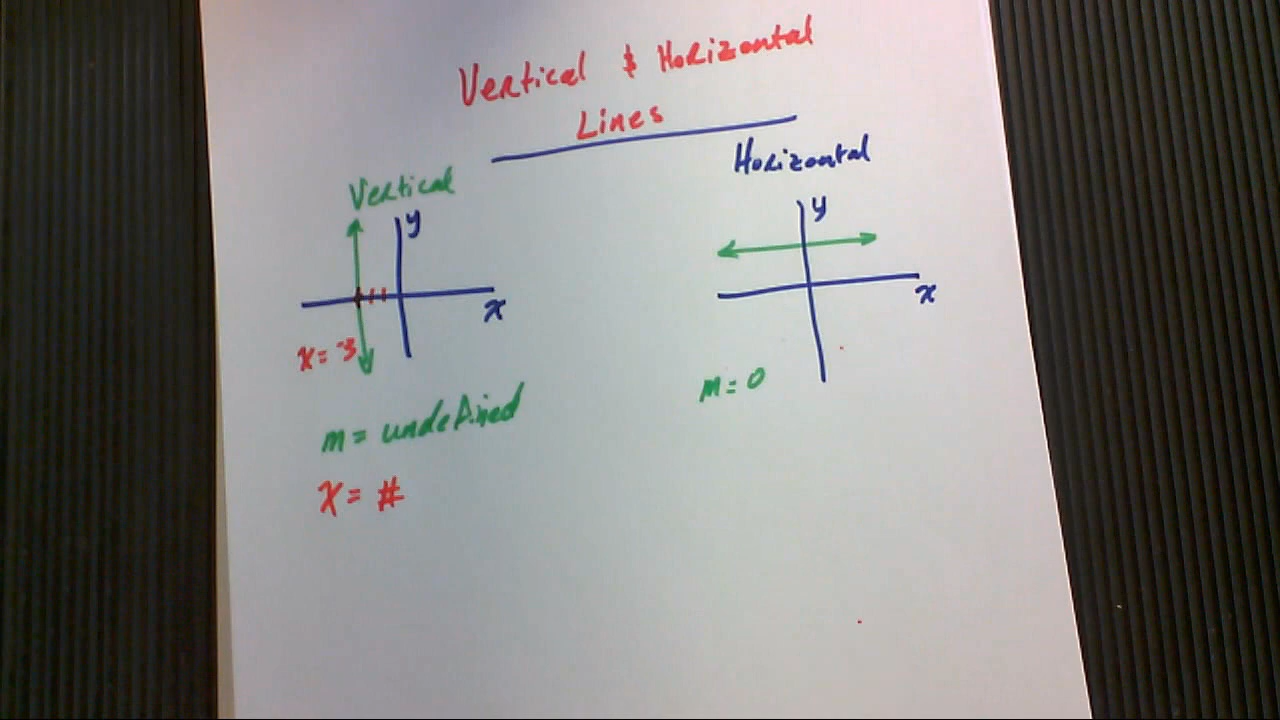 Vertical & Horizontal
Lines
Vertical
y
x
x = -3
m = undefined
x = #
Horizontal
y
x
m = 0